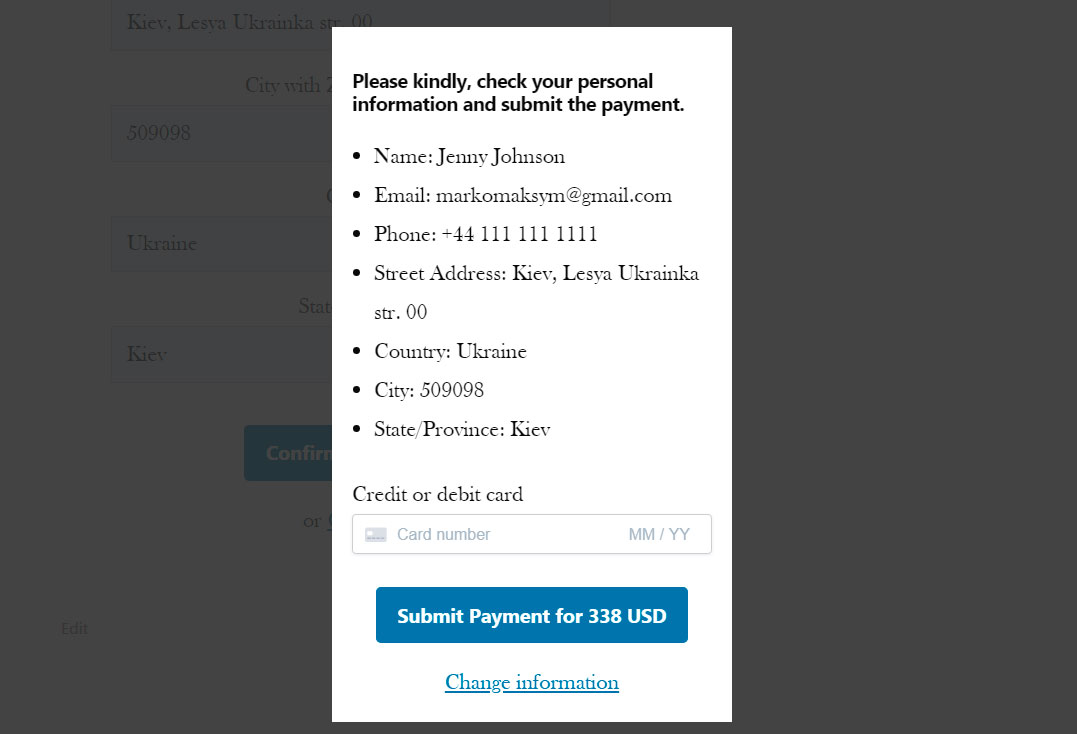 Kiev, Lesya Ukrainka str. 00
City with
509098
Ukraine
Kiev
Confirm
or
Edit
Please kindly, check your personal
information and submit the payment.
Name: Jenny Johnson
Email: markomaksym@gmail.com
Phone: +44 111 111 1111
Street Address: Kiev, Lesya Ukrainka
str. 00
Country: Ukraine
City: 509098
State/Province: Kiev
Credit or debit card
Card number MM / YY
Submit Payment for 338 USD
Change information